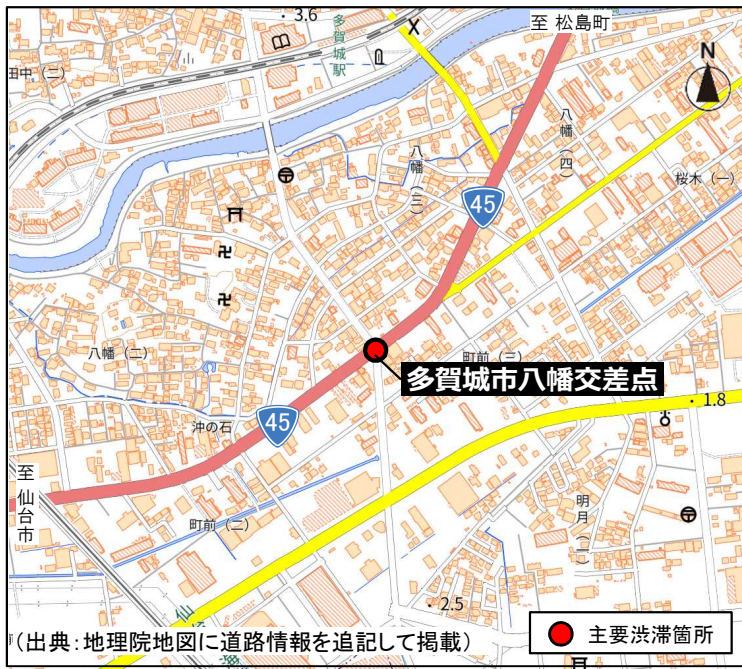 ・3.6
多賀城駅
至 松島町
田中（二）
N
八幡（四）
八幡（三）
桜木（一）
45
八幡（二）
町前（三）
多賀城市八幡交差点
・1.8
沖の石
45
至 仙台市
町前（二）
明月（二）
・2.5
仙
（出典：地理院地図に道路情報を追記して掲載）
主要渋滞箇所